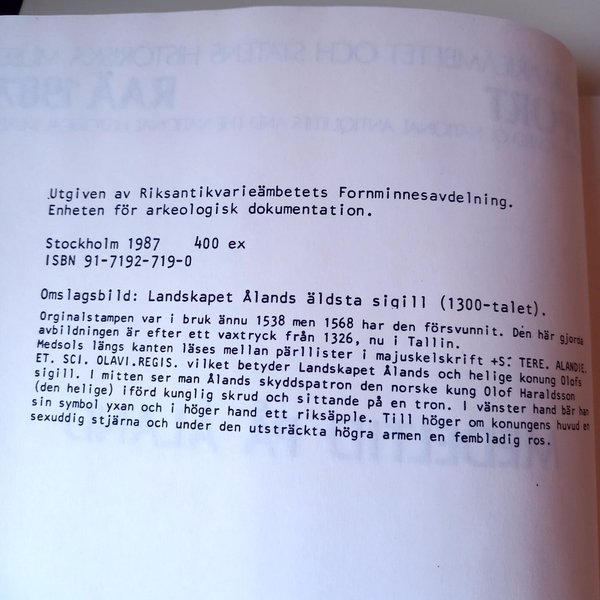 Utgiven av Riksantikvarieämbetets Fornminnesavdelning.
Enheten för arkeologisk dokumentation.
Stockholm 1987 400 ex
ISBN 91-7192-719-0
Omslagsbild: Landskapet Ålands äldsta sigill (1300-talet).
Orginalstampen var i bruk ännu 1538 men 1568 har den försvunnit. Den här gjorda
avbildningen är efter ett vaxtryck från 1326, nu i Tallin.
Medsols längs kanten läses mellan pärllister i majuskelskrift +S: TERE. ALANDIE.
ET. SCI. OLAVI.REGIS. vilket betyder Landskapet Ålands och helige konung Olofs
sigill. I mitten ser man Ålands skyddspatron den norske kung Olof Haraldsson
(den helige) iförd kunglig skrud och sittande på en tron. I vänster hand bär han
sin symbol yxan och i höger hand ett riksäpple. Till höger om konungens huvud en
sexuddig stjärna och under den utsträckta högra armen en fembladig ros.